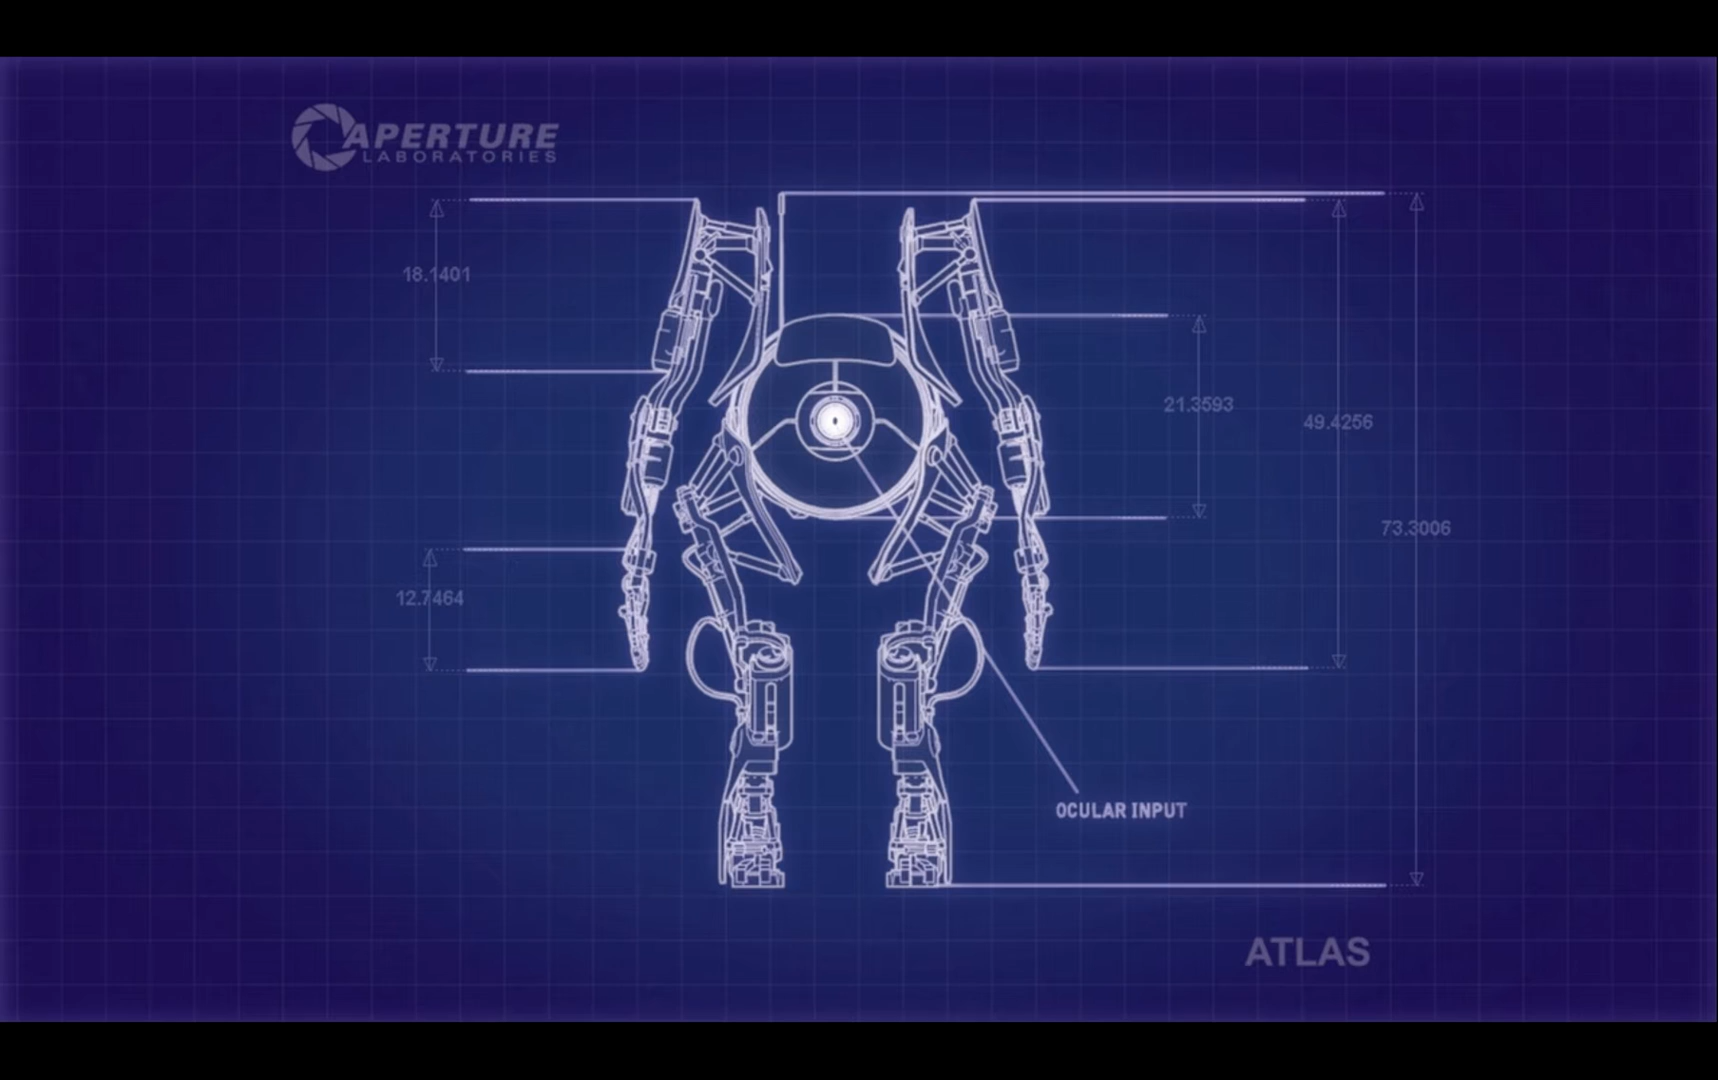 APERTURE
LABORATORIES
18.1401
21.3593
49.4256
73.3006
12.7464
OCULAR INPUT
ATLAS